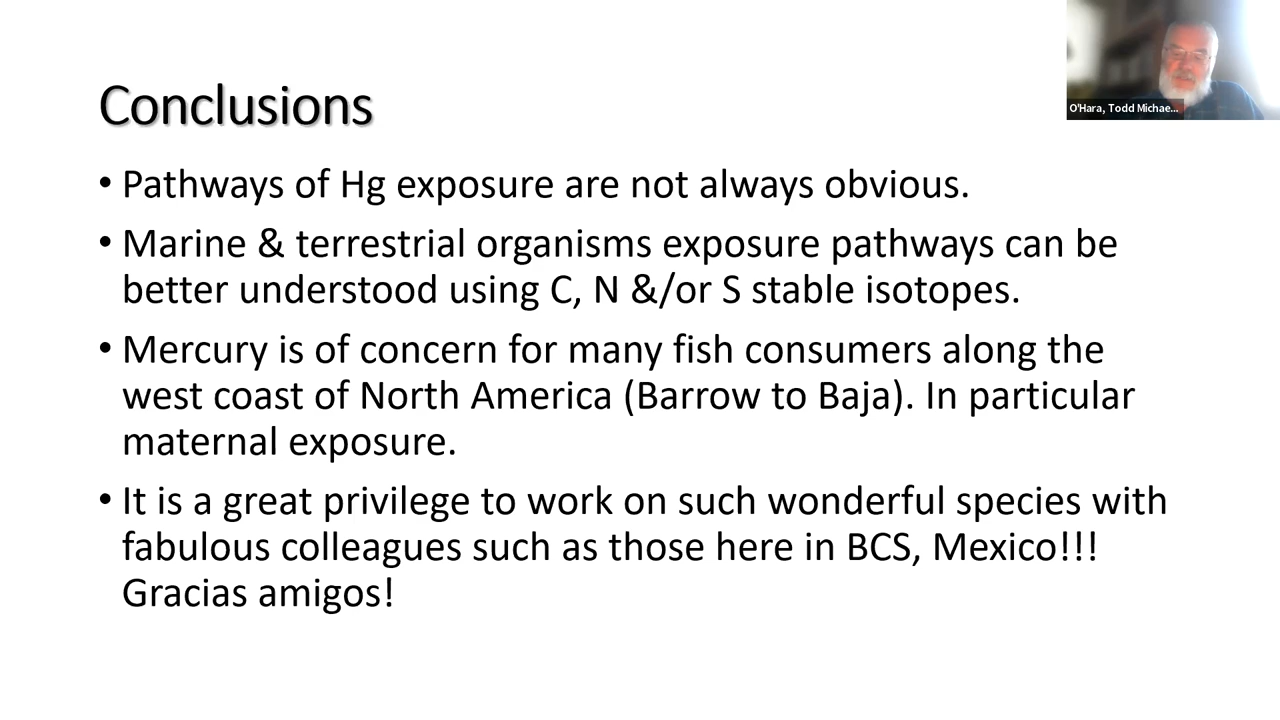 O'Hara, Todd Michae...
Conclusions
• Pathways of Hg exposure are not always obvious.
• Marine & terrestrial organisms exposure pathways can be
better understood using C, N &/or S stable isotopes.
• Mercury is of concern for many fish consumers along the
west coast of North America (Barrow to Baja). In particular
maternal exposure.
• It is a great privilege to work on such wonderful species with
fabulous colleagues such as those here in BCS, Mexico!!!
Gracias amigos!